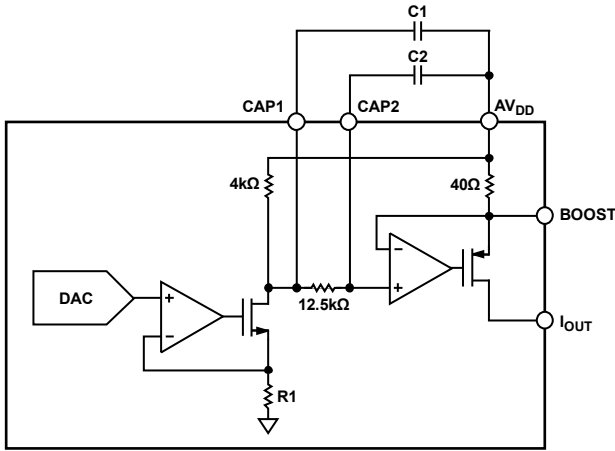 C1
C2
CAP1
CAP2
AVDD
4kΩ
40Ω
BOOST
DAC
+
−
12.5kΩ
−
+
IOUT
R1